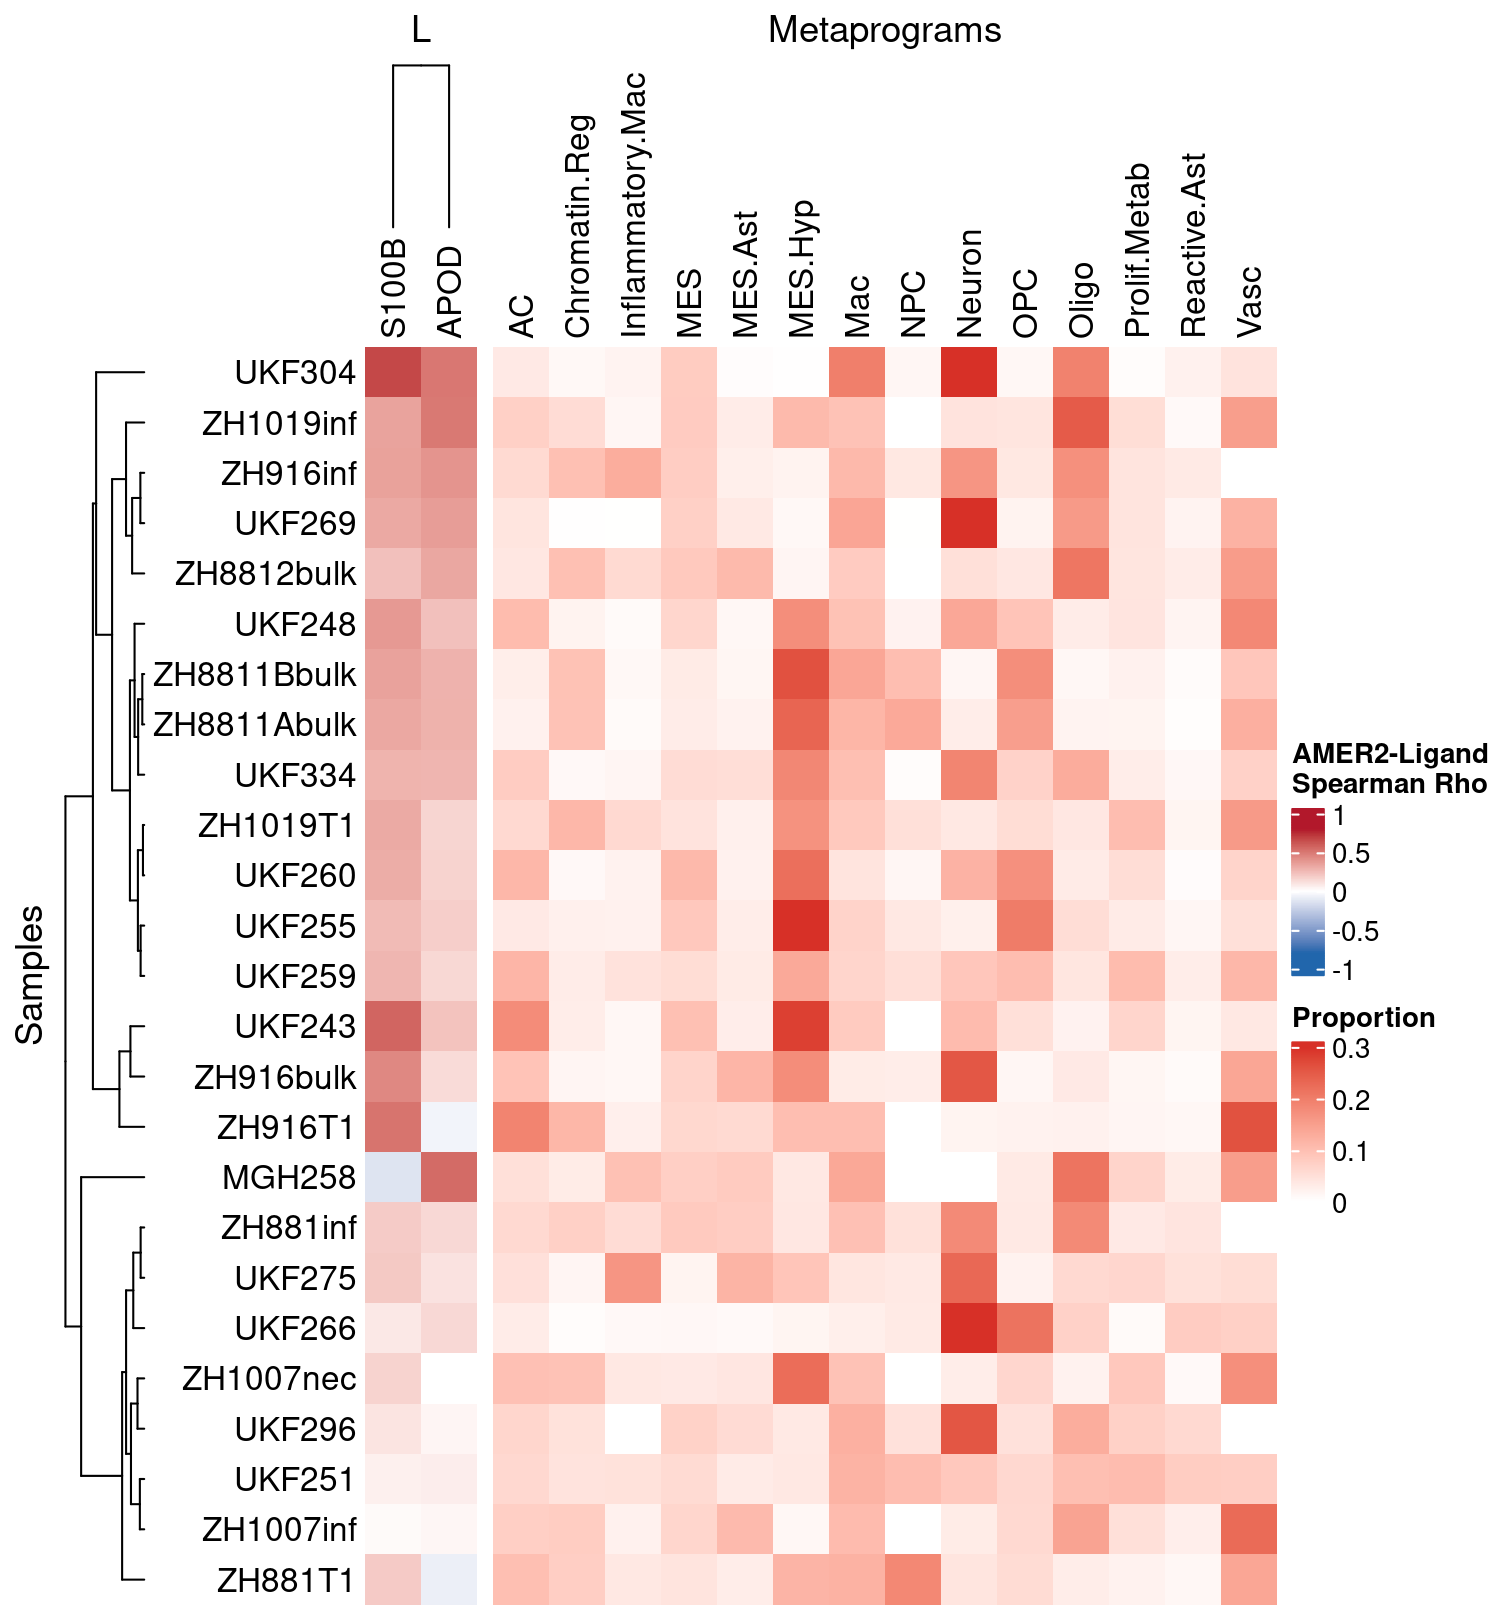 L
Metaprograms
S100B
APOD
AC
Chromatin.Reg
Inflammatory.Mac
MES
MES.Ast
MES.Hyp
Mac
NPC
Neuron
OPC
Oligo
Prolif.Metab
Reactive.Ast
Vasc
Samples
UKF304
ZH1019inf
ZH916inf
UKF269
ZH8812bulk
UKF248
ZH8811Bbulk
ZH8811Abulk
UKF334
ZH1019T1
UKF260
UKF255
UKF259
UKF243
ZH916bulk
ZH916T1
MGH258
ZH881inf
UKF275
UKF266
ZH1007nec
UKF296
UKF251
ZH1007inf
ZH881T1
AMER2-Ligand
Spearman Rho
1
0.5
0
-0.5
-1
Proportion
0.3
0.2
0.1
0